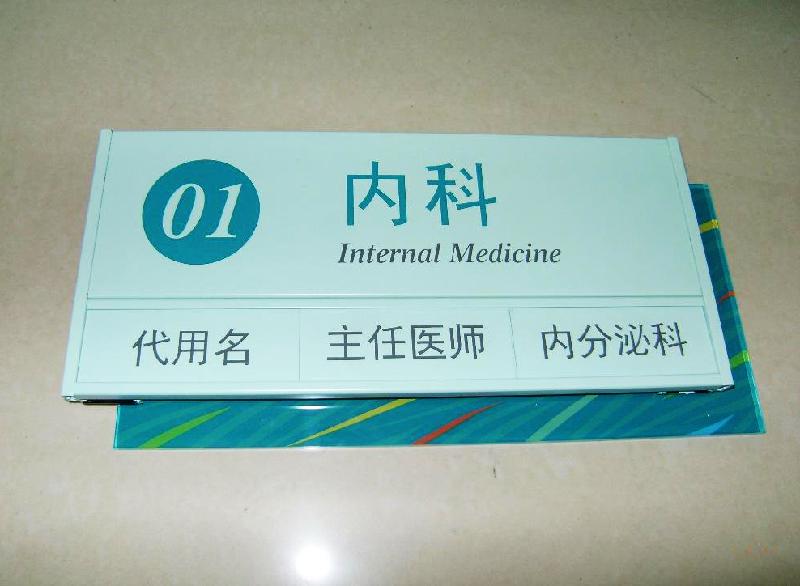 01 内科
Internal Medicine
代用名 主任医师 内分泌科